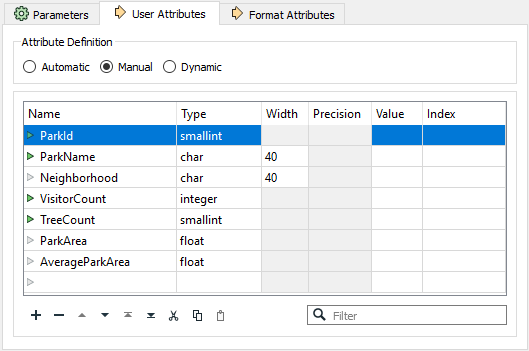 Parameters User Attributes Format Attributes
Attribute Definition
Automatic Manual Dynamic
Name Type Width Precision Value Index
ParkId smallint
ParkName char 40
Neighborhood char 40
VisitorCount integer
TreeCount smallint
ParkArea float
AverageParkArea float
Filter